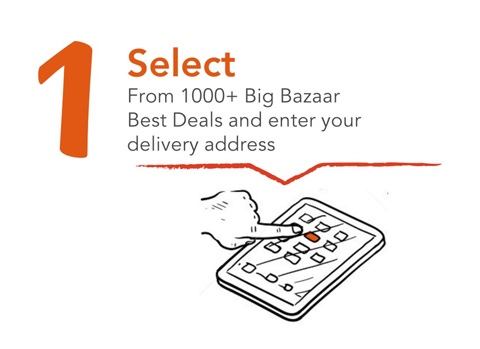 1
Select
From 1000+ Big Bazaar
Best Deals and enter your
delivery address